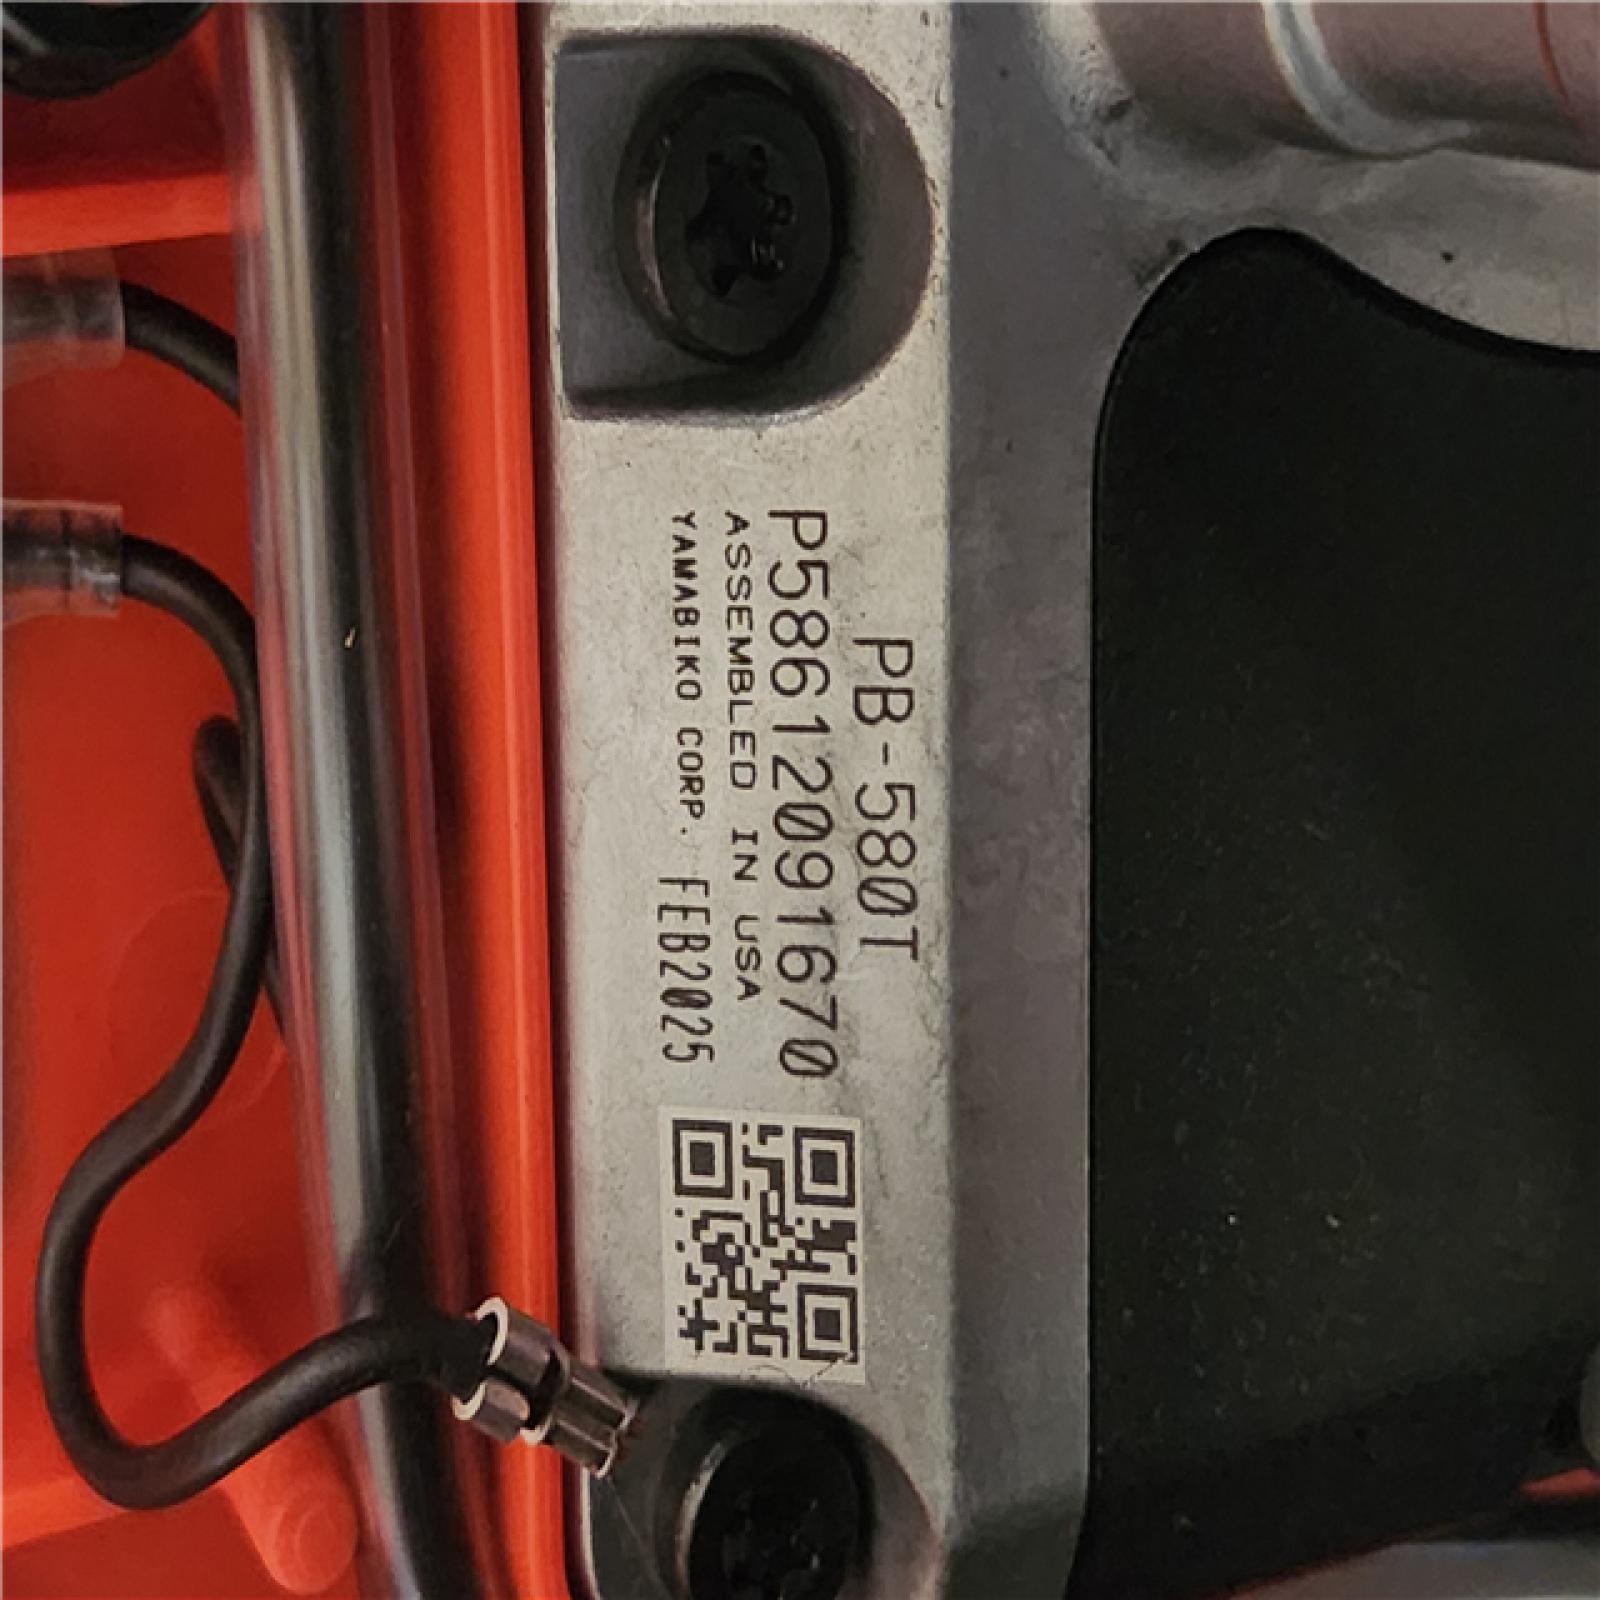 PB-580T
P58612091670
ASSEMBLED IN USA
YAMABIKO CORP. FEB2025